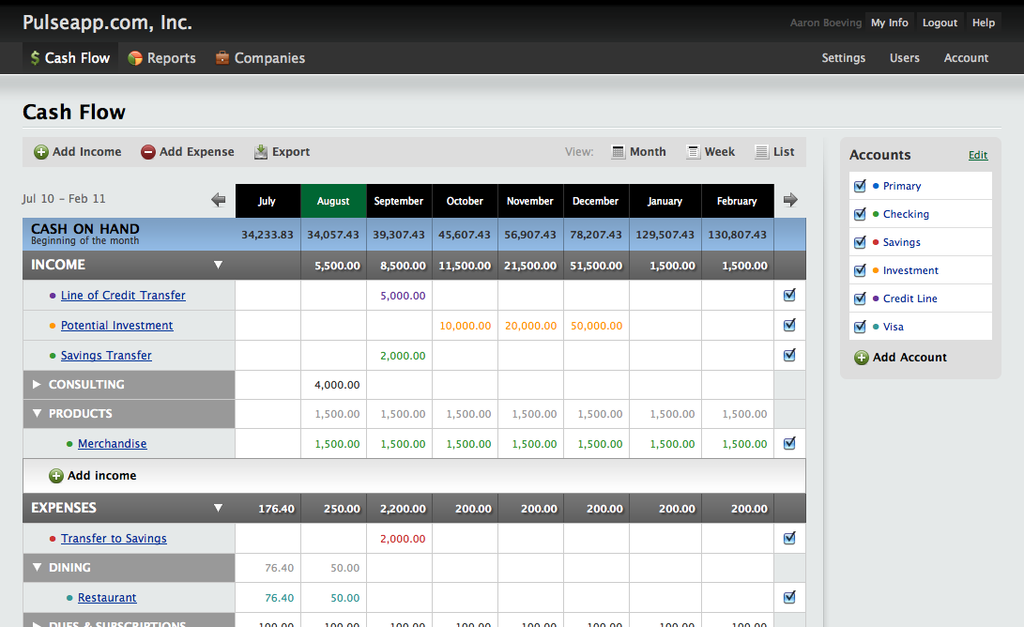 Pulseapp.com, Inc.
Aaron Boeving My Info Logout Help
$ Cash Flow Reports Companies Settings Users Account
Cash Flow
Add Income Add Expense Export View: Month Week List
Jul 10 – Feb 11 July August September October November December January February
CASH ON HAND 34,233.83 34,057.43 39,307.43 45,607.43 56,907.43 78,207.43 129,507.43 130,807.43
Beginning of the month
INCOME 5,500.00 8,500.00 11,500.00 21,500.00 51,500.00 1,500.00 1,500.00
Line of Credit Transfer 5,000.00
Potential Investment 10,000.00 20,000.00 50,000.00
Savings Transfer 2,000.00
CONSULTING 4,000.00
PRODUCTS 1,500.00 1,500.00 1,500.00 1,500.00 1,500.00 1,500.00 1,500.00
Merchandise 1,500.00 1,500.00 1,500.00 1,500.00 1,500.00 1,500.00 1,500.00
Add income
EXPENSES 176.40 250.00 2,200.00 200.00 200.00 200.00 200.00 200.00
Transfer to Savings 2,000.00
DINING 76.40 50.00
Restaurant 76.40 50.00
DUES & SUBSCRIPTIONS 100.00 100.00 100.00 100.00 100.00 100.00 100.00 100.00
Accounts Edit
Primary
Checking
Savings
Investment
Credit Line
Visa
Add Account